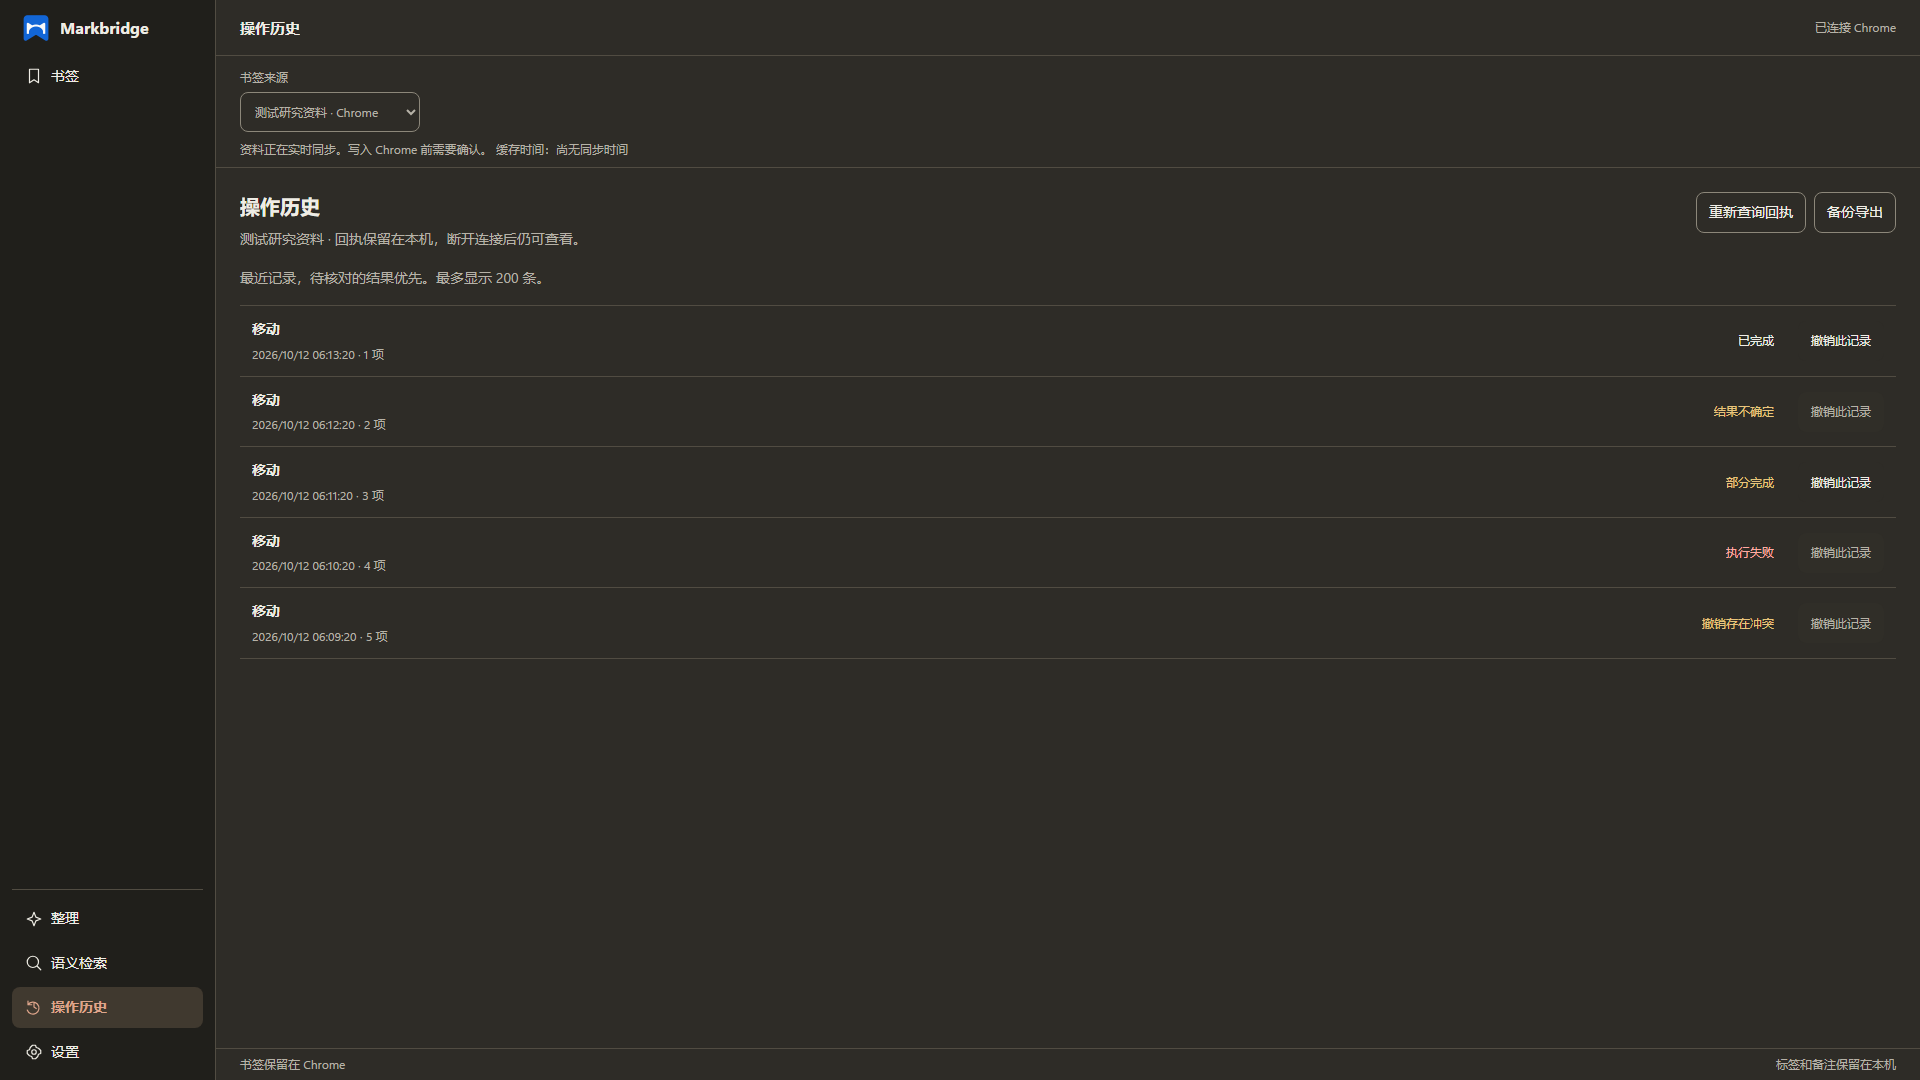 Markbridge
书签
整理
语义检索
操作历史
设置
操作历史
已连接 Chrome
书签来源
测试研究资料 · Chrome
资料正在实时同步。写入 Chrome 前需要确认。 缓存时间：尚无同步时间
操作历史
重新查询回执
备份导出
测试研究资料 · 回执保留在本机，断开连接后仍可查看。
最近记录，待核对的结果优先。最多显示 200 条。
移动
2026/10/12 06:13:20 · 1 项
已完成
撤销此记录
移动
2026/10/12 06:12:20 · 2 项
结果不确定
撤销此记录
移动
2026/10/12 06:11:20 · 3 项
部分完成
撤销此记录
移动
2026/10/12 06:10:20 · 4 项
执行失败
撤销此记录
移动
2026/10/12 06:09:20 · 5 项
撤销存在冲突
撤销此记录
书签保留在 Chrome
标签和备注保留在本机